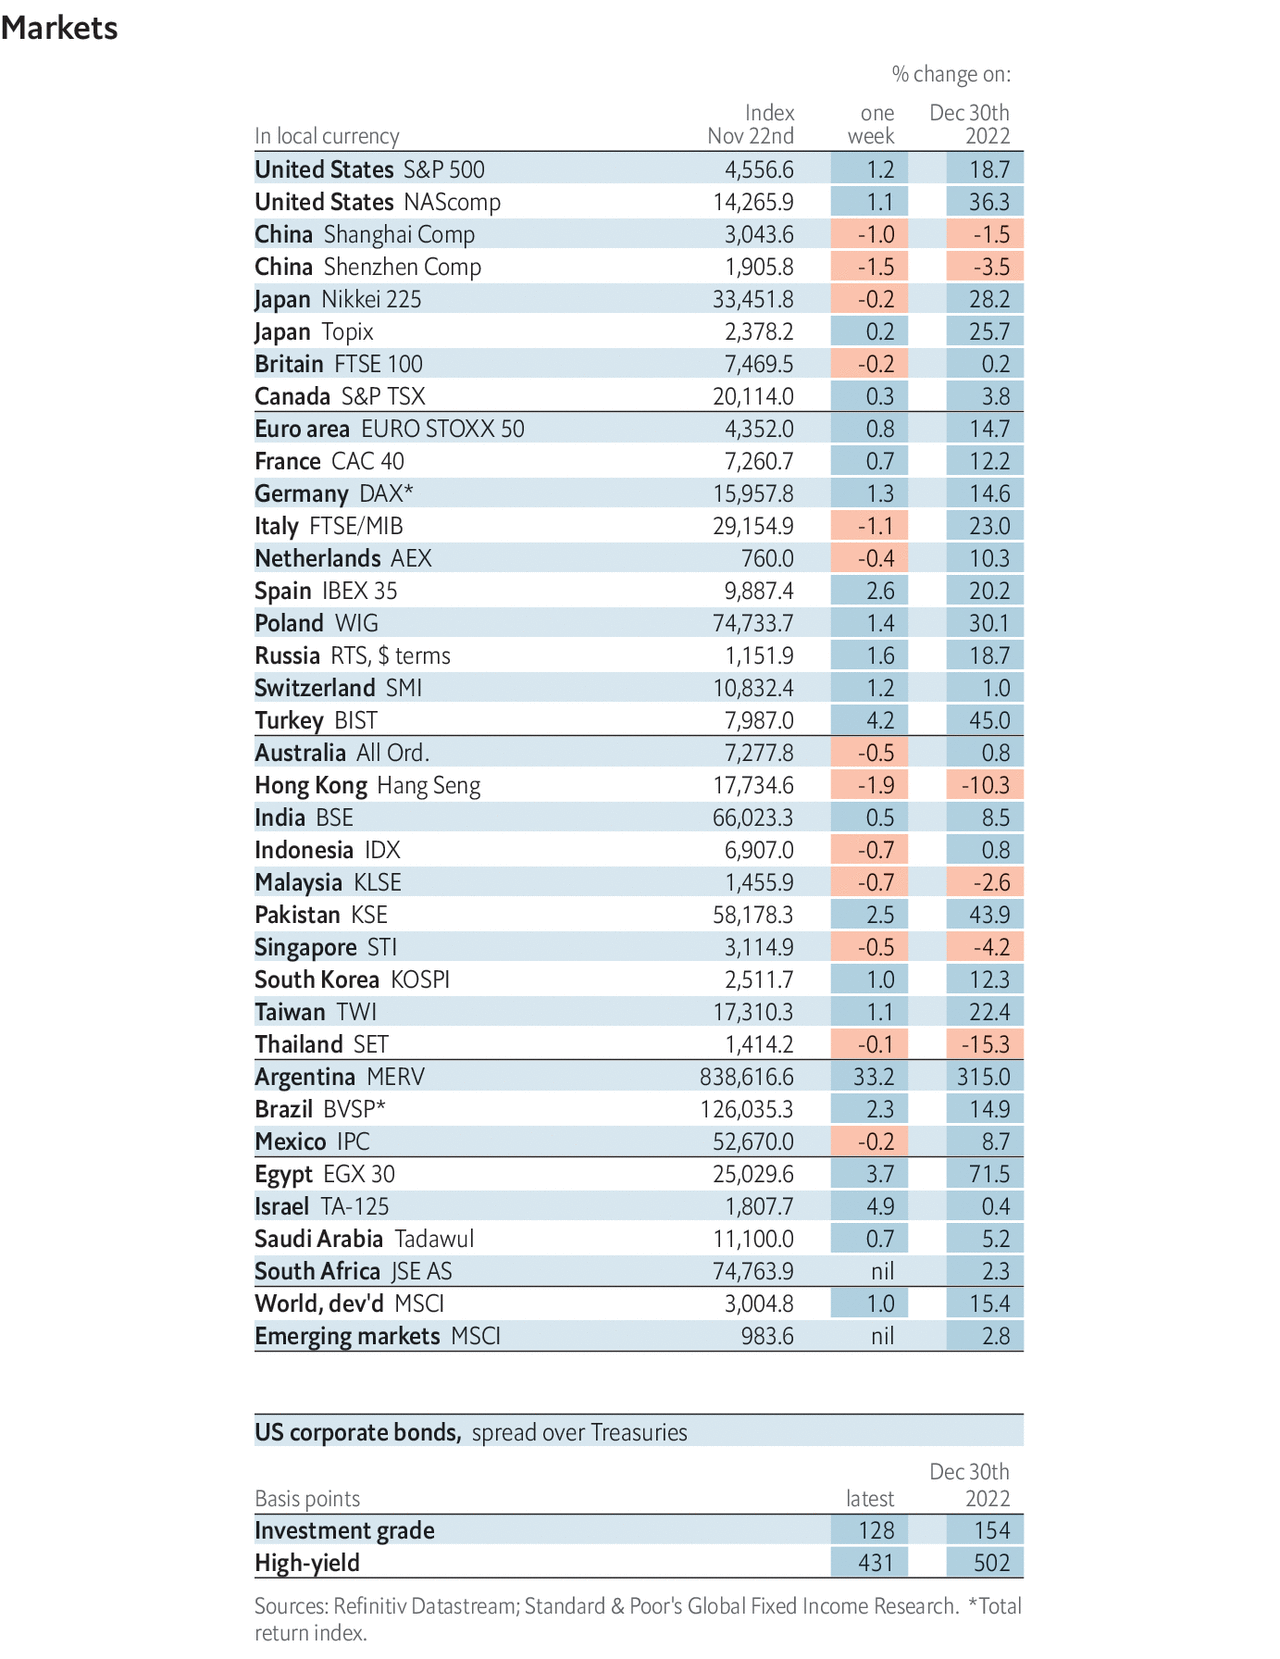 Markets
% change on:
Index one Dec 30th
In local currency Nov 22nd week 2022
United States S&P 500 4,556.6 1.2 18.7
United States NAScomp 14,265.9 1.1 36.3
China Shanghai Comp 3,043.6 -1.0 -1.5
China Shenzhen Comp 1,905.8 -1.5 -3.5
Japan Nikkei 225 33,451.8 -0.2 28.2
Japan Topix 2,378.2 0.2 25.7
Britain FTSE 100 7,469.5 -0.2 0.2
Canada S&P TSX 20,114.0 0.3 3.8
Euro area EURO STOXX 50 4,352.0 0.8 14.7
France CAC 40 7,260.7 0.7 12.2
Germany DAX* 15,957.8 1.3 14.6
Italy FTSE/MIB 29,154.9 -1.1 23.0
Netherlands AEX 760.0 -0.4 10.3
Spain IBEX 35 9,887.4 2.6 20.2
Poland WIG 74,733.7 1.4 30.1
Russia RTS, $ terms 1,151.9 1.6 18.7
Switzerland SMI 10,832.4 1.2 1.0
Turkey BIST 7,987.0 4.2 45.0
Australia All Ord. 7,277.8 -0.5 0.8
Hong Kong Hang Seng 17,734.6 -1.9 -10.3
India BSE 66,023.3 0.5 8.5
Indonesia IDX 6,907.0 -0.7 0.8
Malaysia KLSE 1,455.9 -0.7 -2.6
Pakistan KSE 58,178.3 2.5 43.9
Singapore STI 3,114.9 -0.5 -4.2
South Korea KOSPI 2,511.7 1.0 12.3
Taiwan TWI 17,310.3 1.1 22.4
Thailand SET 1,414.2 -0.1 -15.3
Argentina MERV 838,616.6 33.2 315.0
Brazil BVSP* 126,035.3 2.3 14.9
Mexico IPC 52,670.0 -0.2 8.7
Egypt EGX 30 25,029.6 3.7 71.5
Israel TA-125 1,807.7 4.9 0.4
Saudi Arabia Tadawul 11,100.0 0.7 5.2
South Africa JSE AS 74,763.9 nil 2.3
World, dev'd MSCI 3,004.8 1.0 15.4
Emerging markets MSCI 983.6 nil 2.8
US corporate bonds, spread over Treasuries
Dec 30th
Basis points latest 2022
Investment grade 128 154
High-yield 431 502
Sources: Refinitiv Datastream; Standard & Poor's Global Fixed Income Research. *Total
return index.